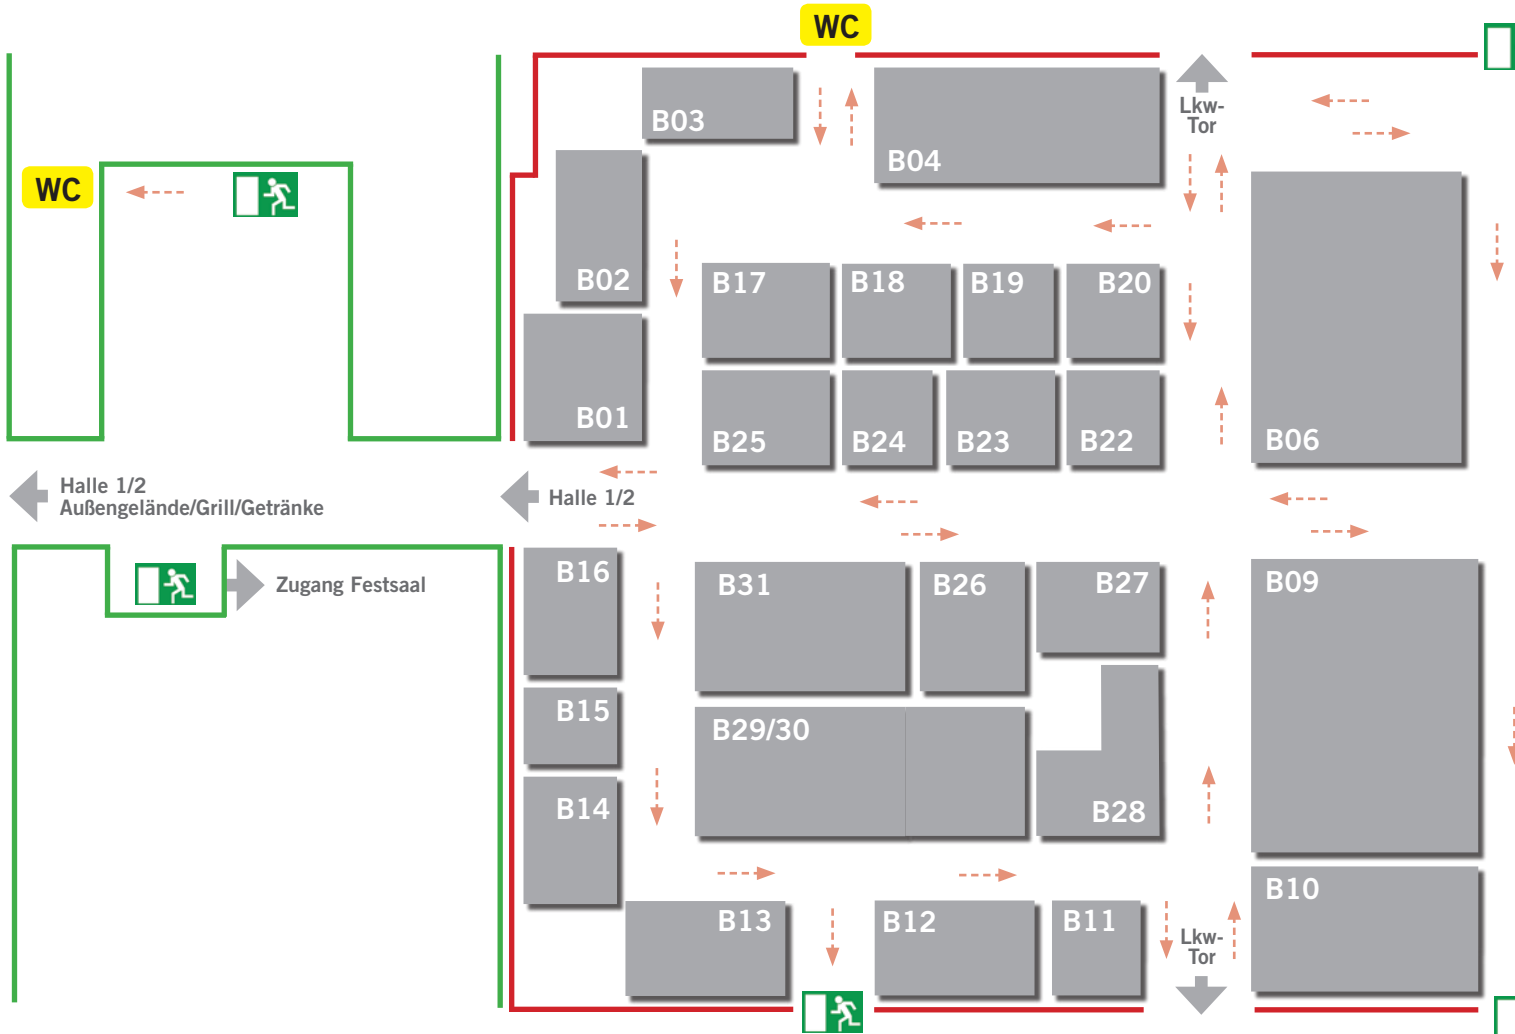 WC
B03
B04
Lkw-
Tor
WC
B02
B17
B18
B19
B20
B01
B25
B24
B23
B22
B06
Halle 1/2
Außengelände/Grill/Getränke
Halle 1/2
B16
B31
B26
B27
B09
Zugang Festsaal
B15
B29/30
B14
B28
B10
B13
B12
B11
Lkw-
Tor